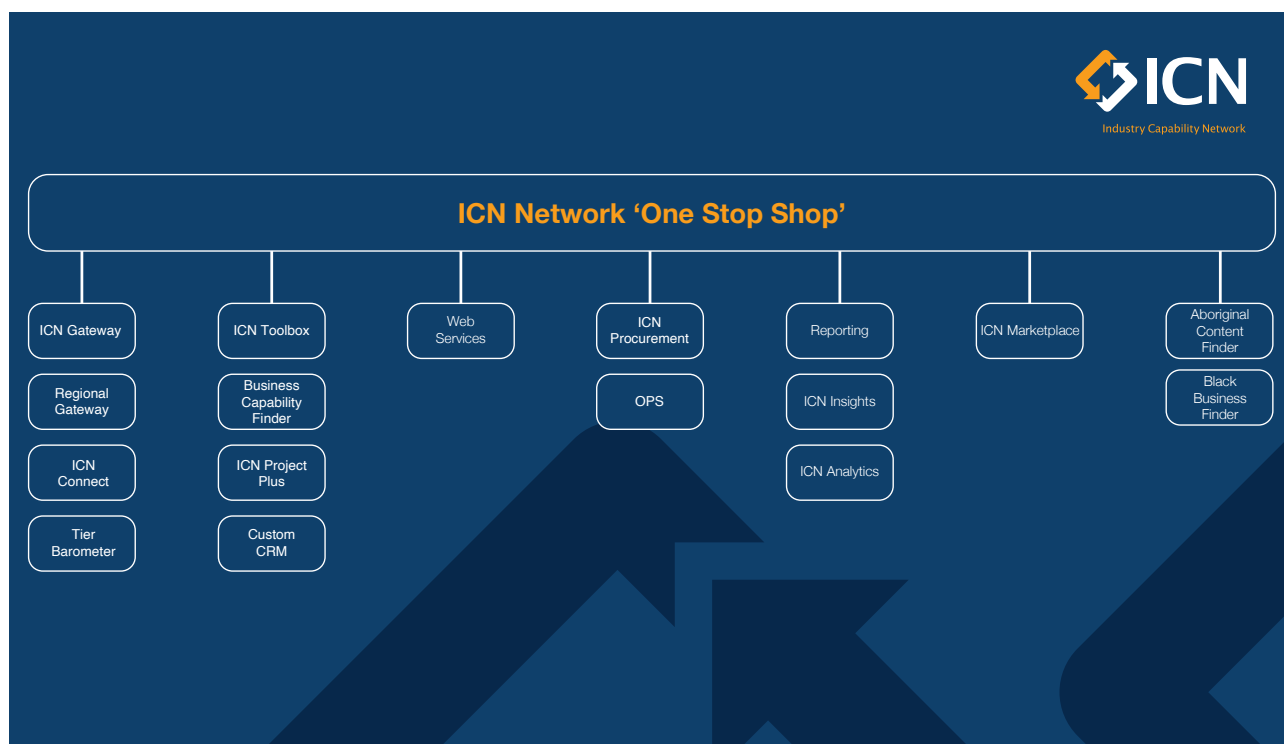 ICN
Industry Capability Network
ICN Network ‘One Stop Shop’
ICN Gateway
Regional
Gateway
ICN
Connect
Tier
Barometer
ICN Toolbox
Business
Capability
Finder
ICN Project
Plus
Custom
CRM
Web
Services
ICN
Procurement
OPS
Reporting
ICN Insights
ICN Analytics
ICN Marketplace
Aboriginal
Content
Finder
Black
Business
Finder